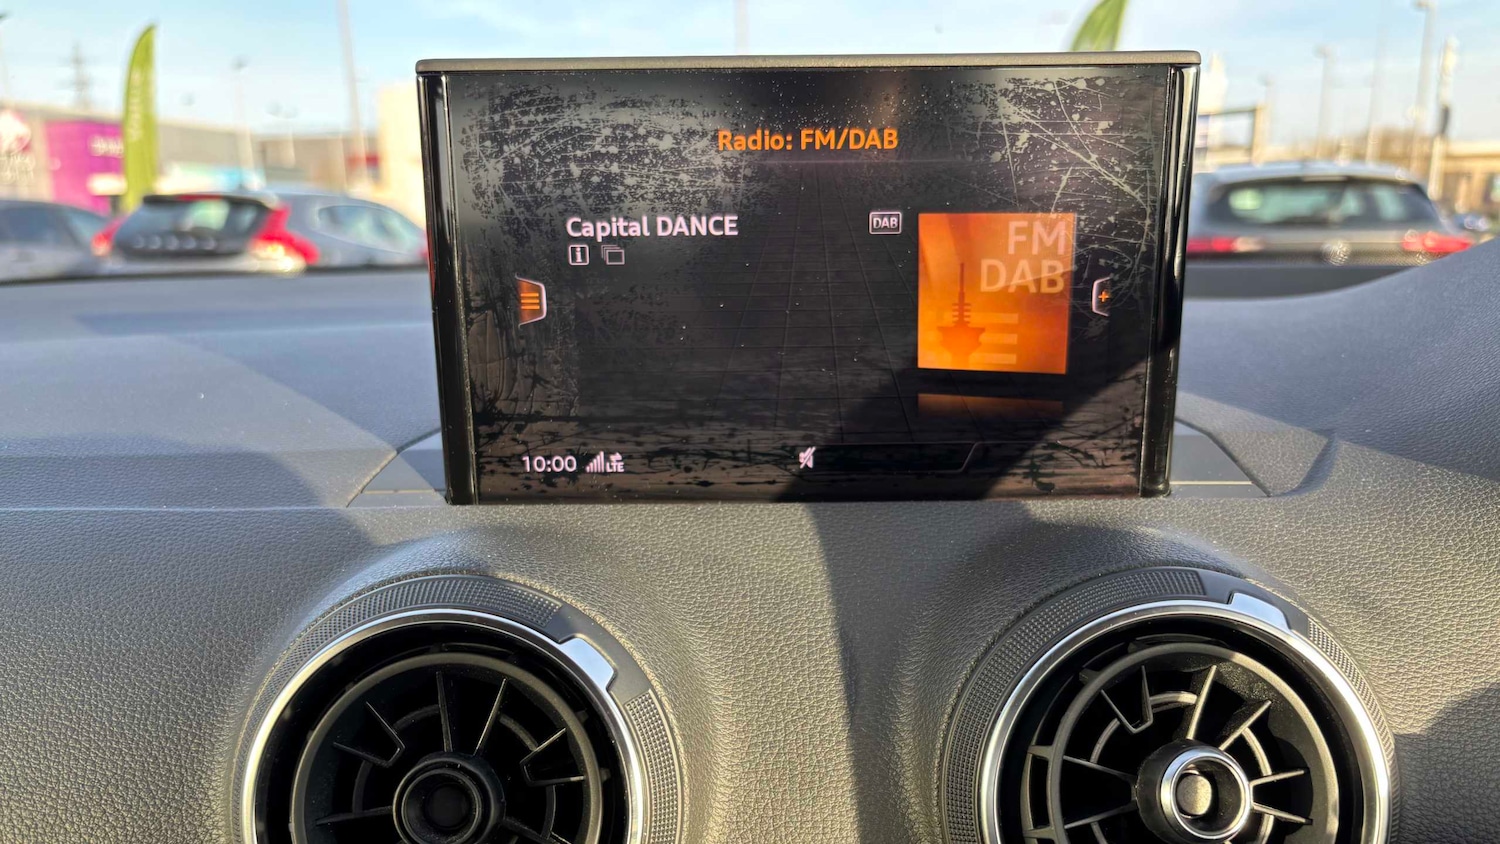 Radio: FM/DAB
Capital DANCE
DAB
FM
DAB
10:00
LTE